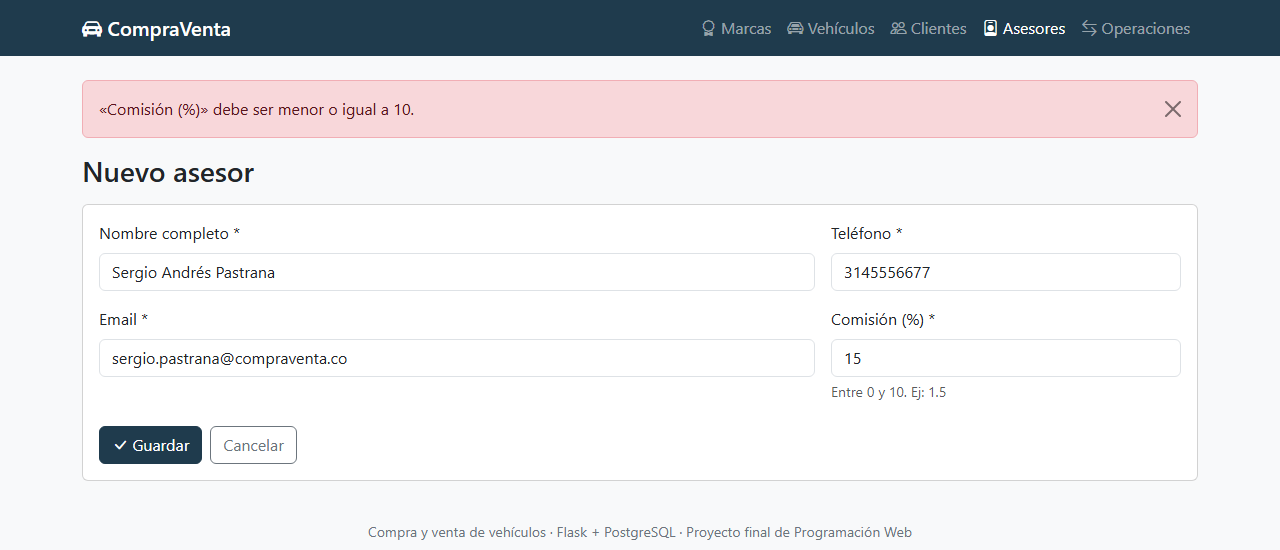 CompraVenta
Marcas Vehículos Clientes Asesores Operaciones
«Comisión (%)» debe ser menor o igual a 10.
Nuevo asesor
Nombre completo *
Teléfono *
Sergio Andrés Pastrana
3145556677
Email *
Comisión (%) *
sergio.pastrana@compraventa.co
15
Entre 0 y 10. Ej: 1.5
Guardar
Cancelar
Compra y venta de vehículos · Flask + PostgreSQL · Proyecto final de Programación Web